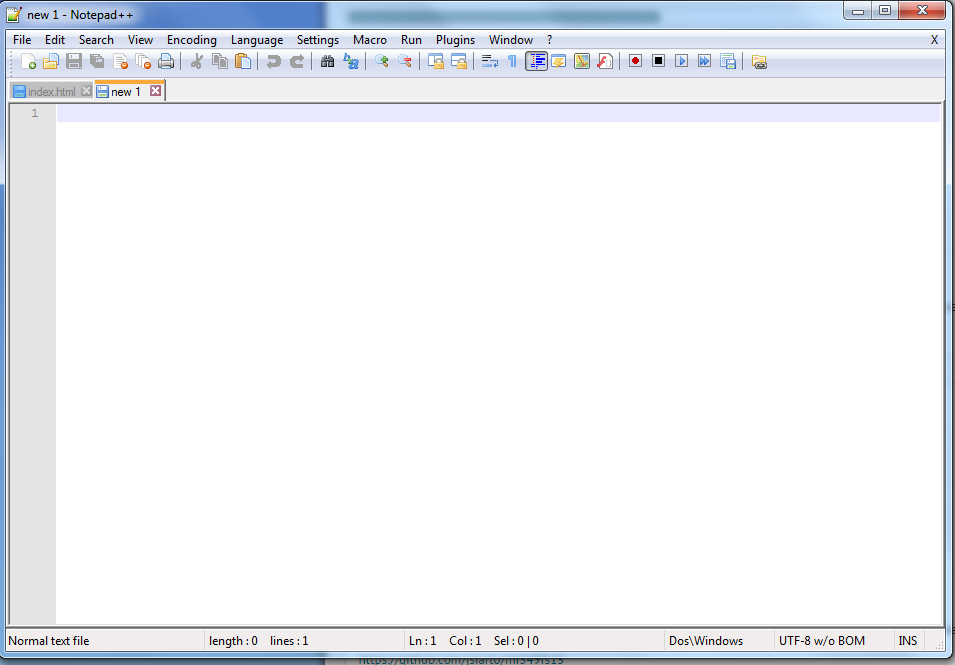 new 1 - Notepad++
File Edit Search View Encoding Language Settings Macro Run Plugins Window ? X
index.html new 1
1
Normal text file length : 0 lines : 1 Ln : 1 Col : 1 Sel : 0 | 0 Dos\Windows UTF-8 w/o BOM INS